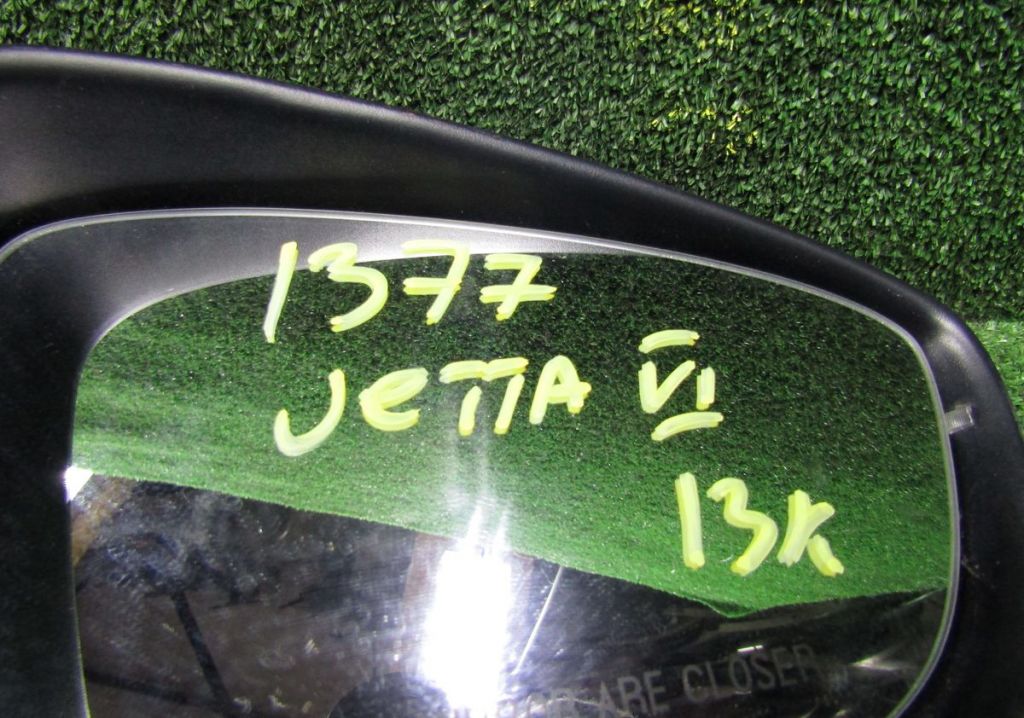 1377
JeTTA VI
13K
ARE CLOSER